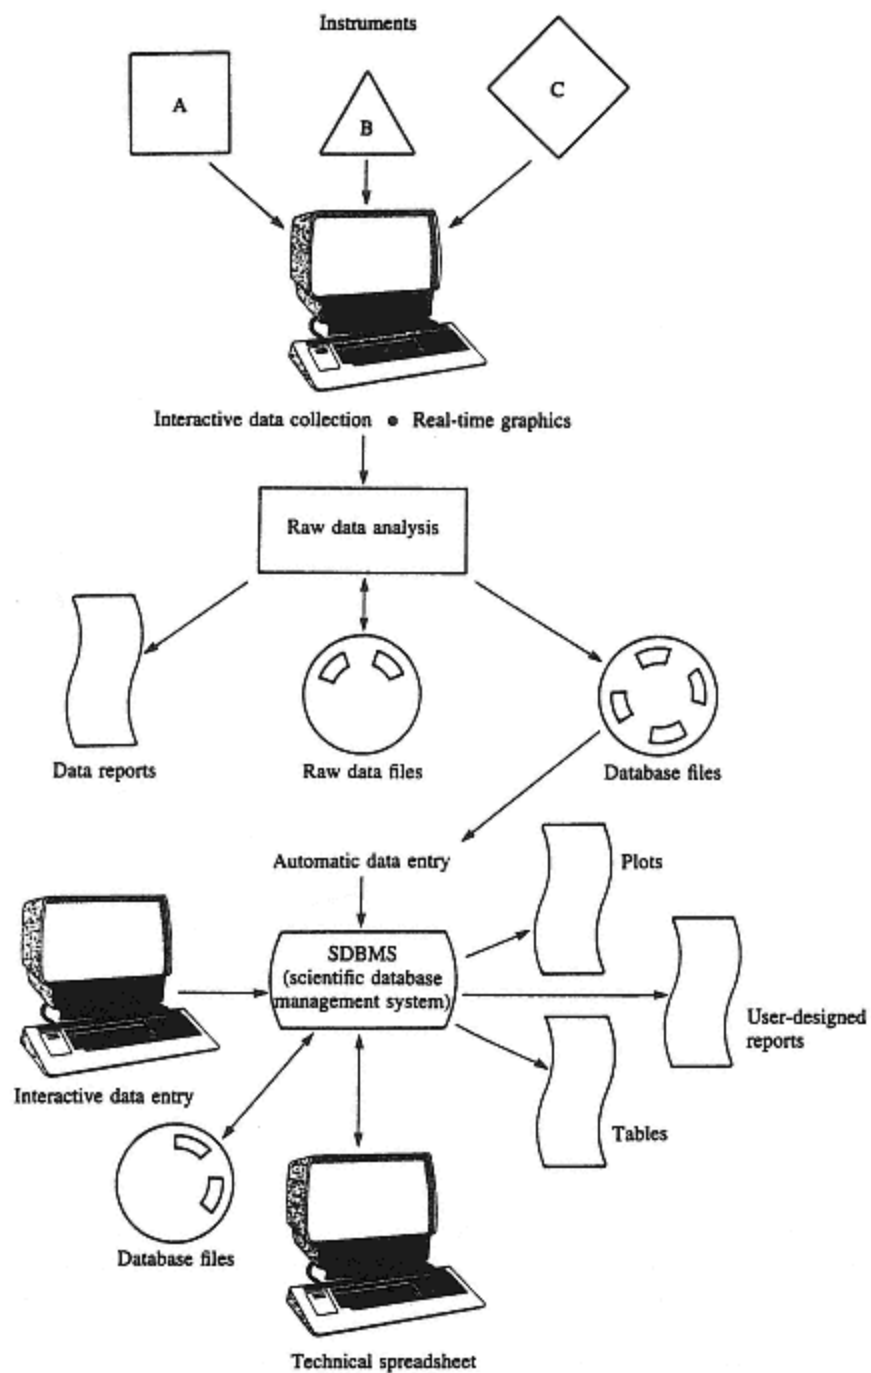 Instruments
A
B
C
Interactive data collection • Real-time graphics
Raw data analysis
Data reports
Raw data files
Database files
Automatic data entry
Plots
SDBMS
(scientific database
management system)
User-designed
reports
Interactive data entry
Tables
Database files
Technical spreadsheet